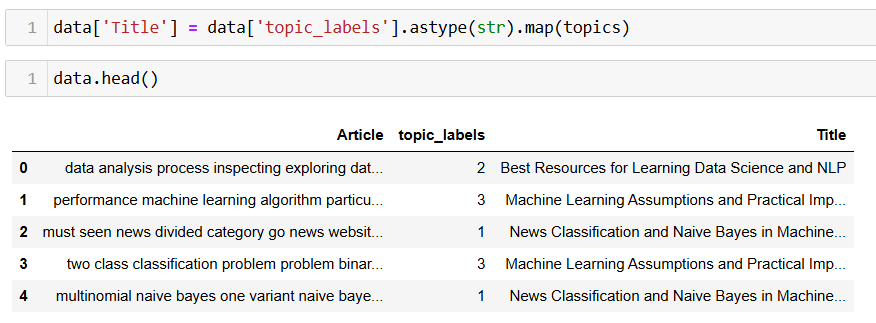 1 data['Title'] = data['topic_labels'].astype(str).map(topics)
1 data.head()
Article topic_labels Title
0 data analysis process inspecting exploring dat... 2 Best Resources for Learning Data Science and NLP
1 performance machine learning algorithm particu... 3 Machine Learning Assumptions and Practical Imp...
2 must seen news divided category go news websit... 1 News Classification and Naive Bayes in Machine...
3 two class classification problem problem binar... 3 Machine Learning Assumptions and Practical Imp...
4 multinomial naive bayes one variant naive baye... 1 News Classification and Naive Bayes in Machine...